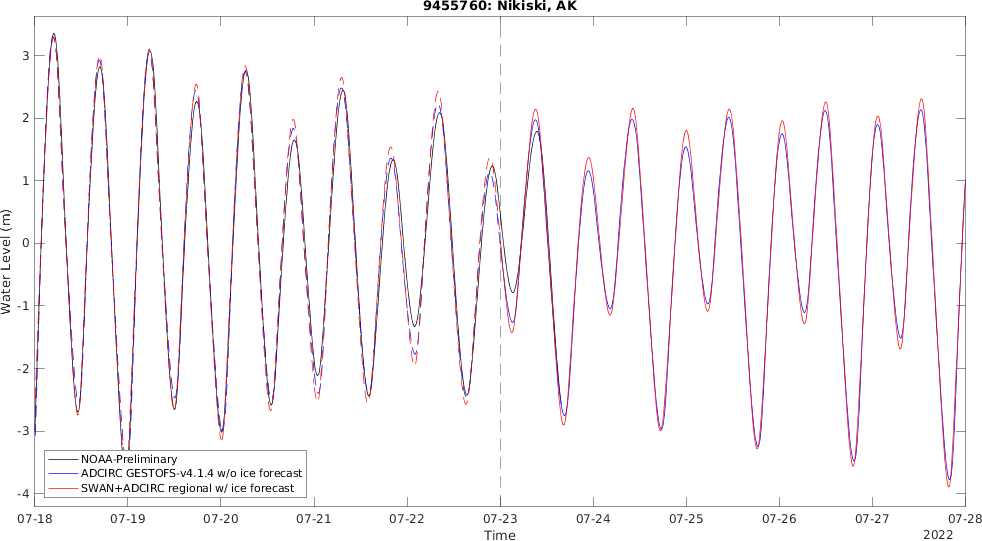 9455760: Nikiski, AK
Water Level (m)
3
2
1
0
-1
-2
-3
-4
NOAA-Preliminary
ADCIRC GESTOFS-v4.1.4 w/o ice forecast
SWAN+ADCIRC regional w/ ice forecast
07-18 07-19 07-20 07-21 07-22 07-23 07-24 07-25 07-26 07-27 07-28
Time
2022